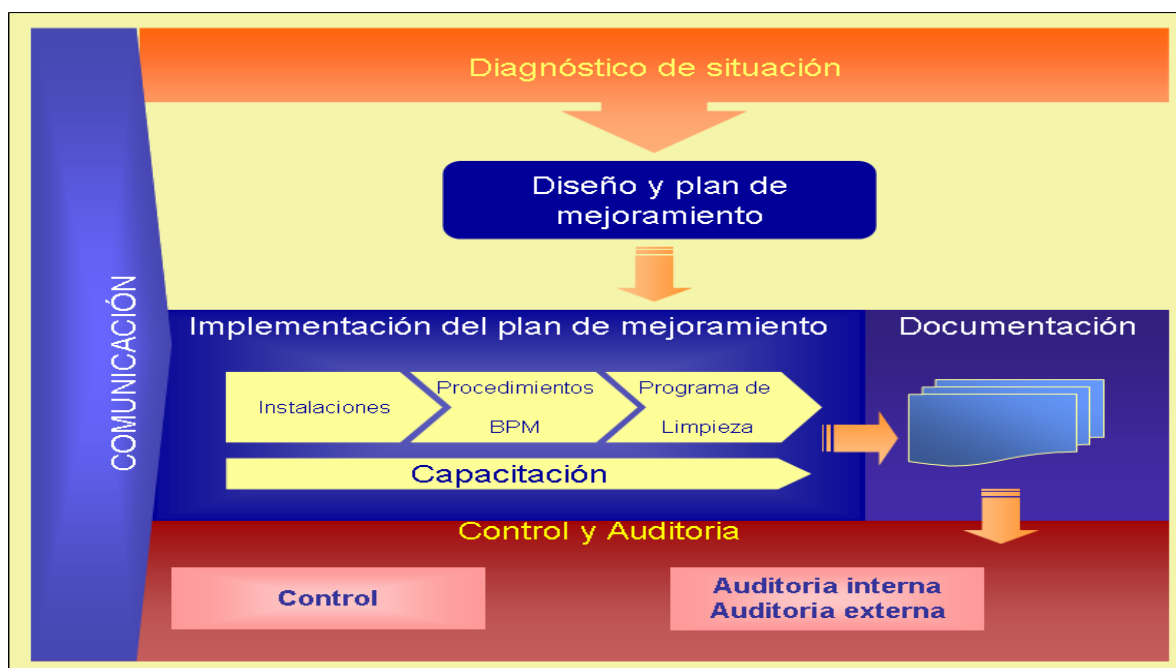 Diagnóstico de situación
Diseño y plan de
mejoramiento
COMUNICACIÓN
Implementación del plan de mejoramiento
Instalaciones
Procedimientos
BPM
Programa de
Limpieza
Capacitación
Documentación
Control y Auditoria
Control
Auditoria interna
Auditoria externa